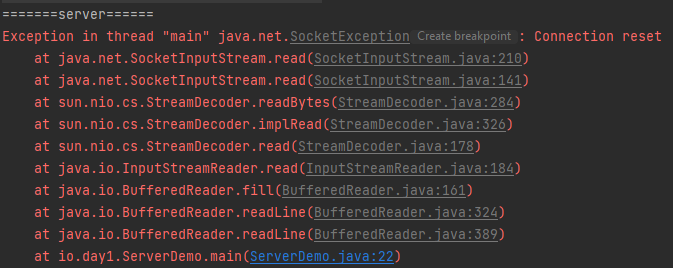 =======server======
Exception in thread "main" java.net.SocketException Create breakpoint : Connection reset
at java.net.SocketInputStream.read(SocketInputStream.java:210)
at java.net.SocketInputStream.read(SocketInputStream.java:141)
at sun.nio.cs.StreamDecoder.readBytes(StreamDecoder.java:284)
at sun.nio.cs.StreamDecoder.implRead(StreamDecoder.java:326)
at sun.nio.cs.StreamDecoder.read(StreamDecoder.java:178)
at java.io.InputStreamReader.read(InputStreamReader.java:184)
at java.io.BufferedReader.fill(BufferedReader.java:161)
at java.io.BufferedReader.readLine(BufferedReader.java:324)
at java.io.BufferedReader.readLine(BufferedReader.java:389)
at io.day1.ServerDemo.main(ServerDemo.java:22)